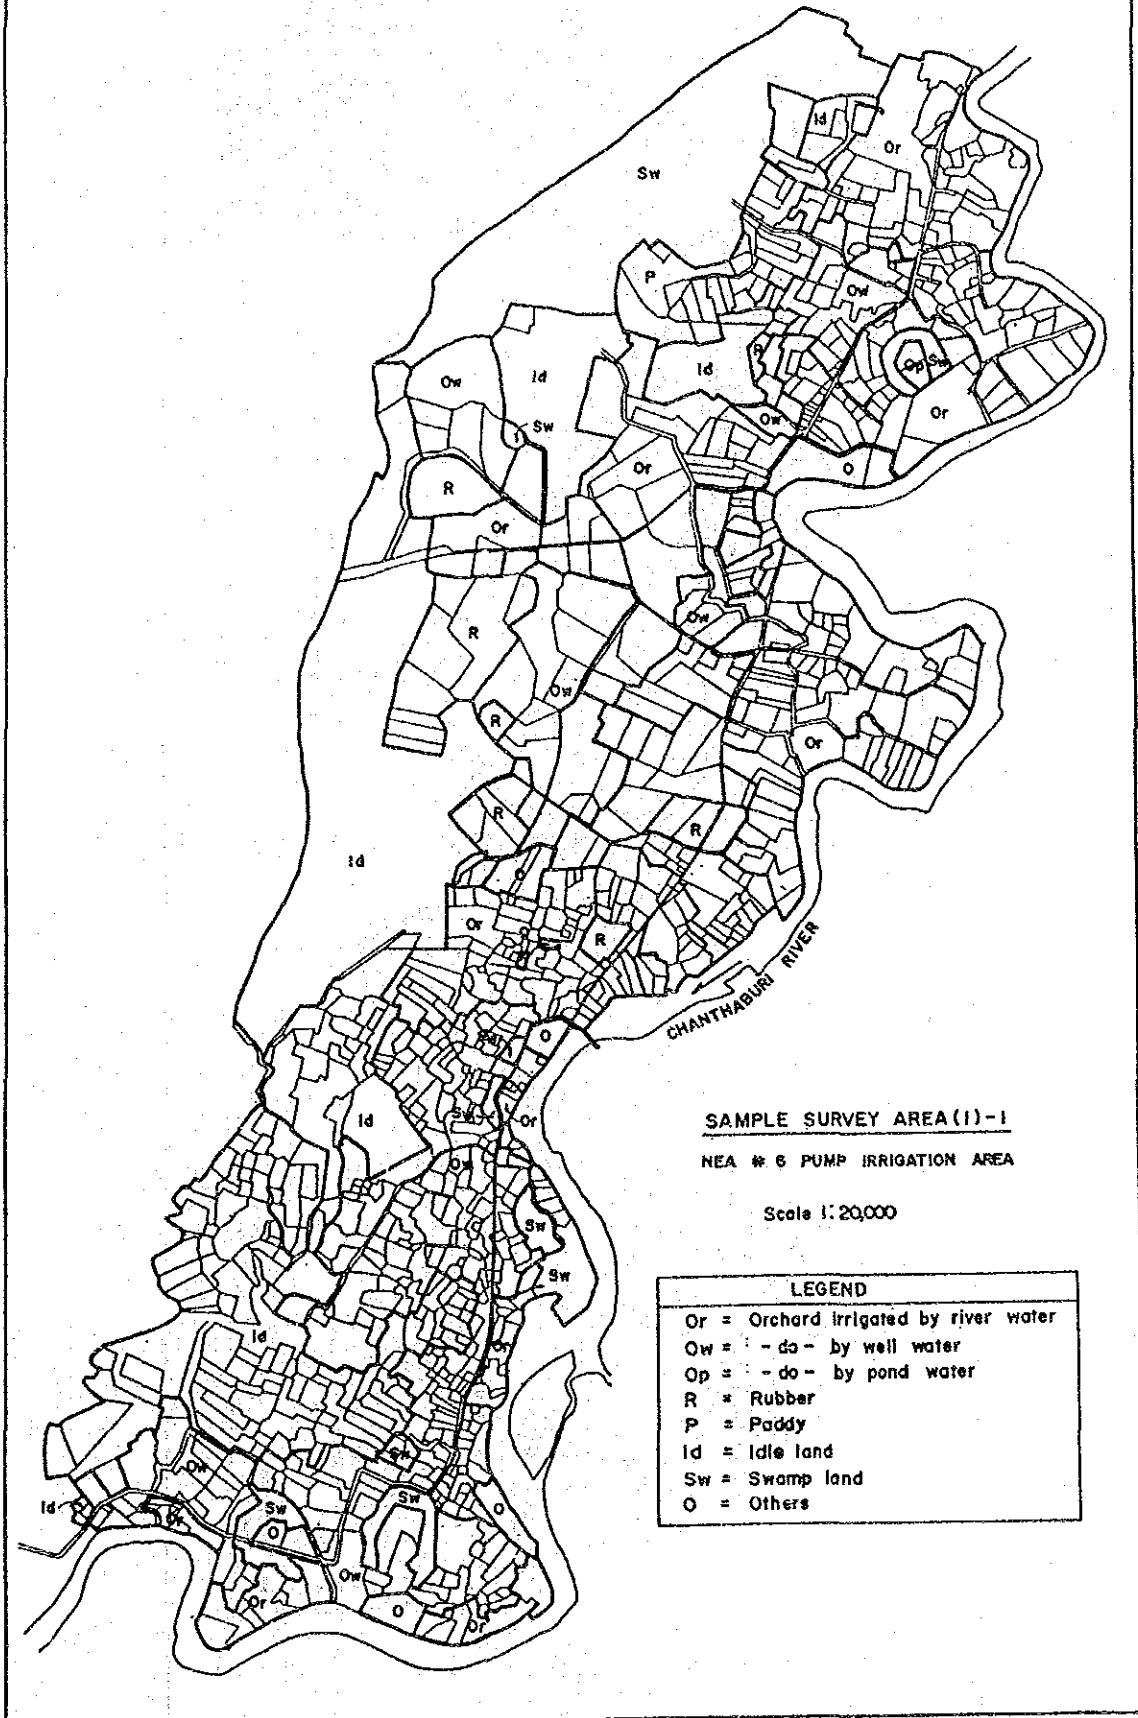 Id
Or
Sw
P
Ow
R
Op
Sw
Id
Id
Ow
Ow
Or
Sw
Or
O
R
Or
Ow
R
Ow
R
Or
R
R
Id
O
Or
R
O
CHANTHABURI RIVER
Id
Sw
Or
Ow
Sw
Sw
Id
Or
Sw
Ow
Id
Or
Sw
Sw
O
O
Ow
Or
O
Or
SAMPLE SURVEY AREA (1)-1
NEA # 6 PUMP IRRIGATION AREA
Scale 1:20,000
LEGEND
Or = Orchard irrigated by river water
Ow = -do- by well water
Op = -do- by pond water
R = Rubber
P = Paddy
Id = Idle land
Sw = Swamp land
O = Others